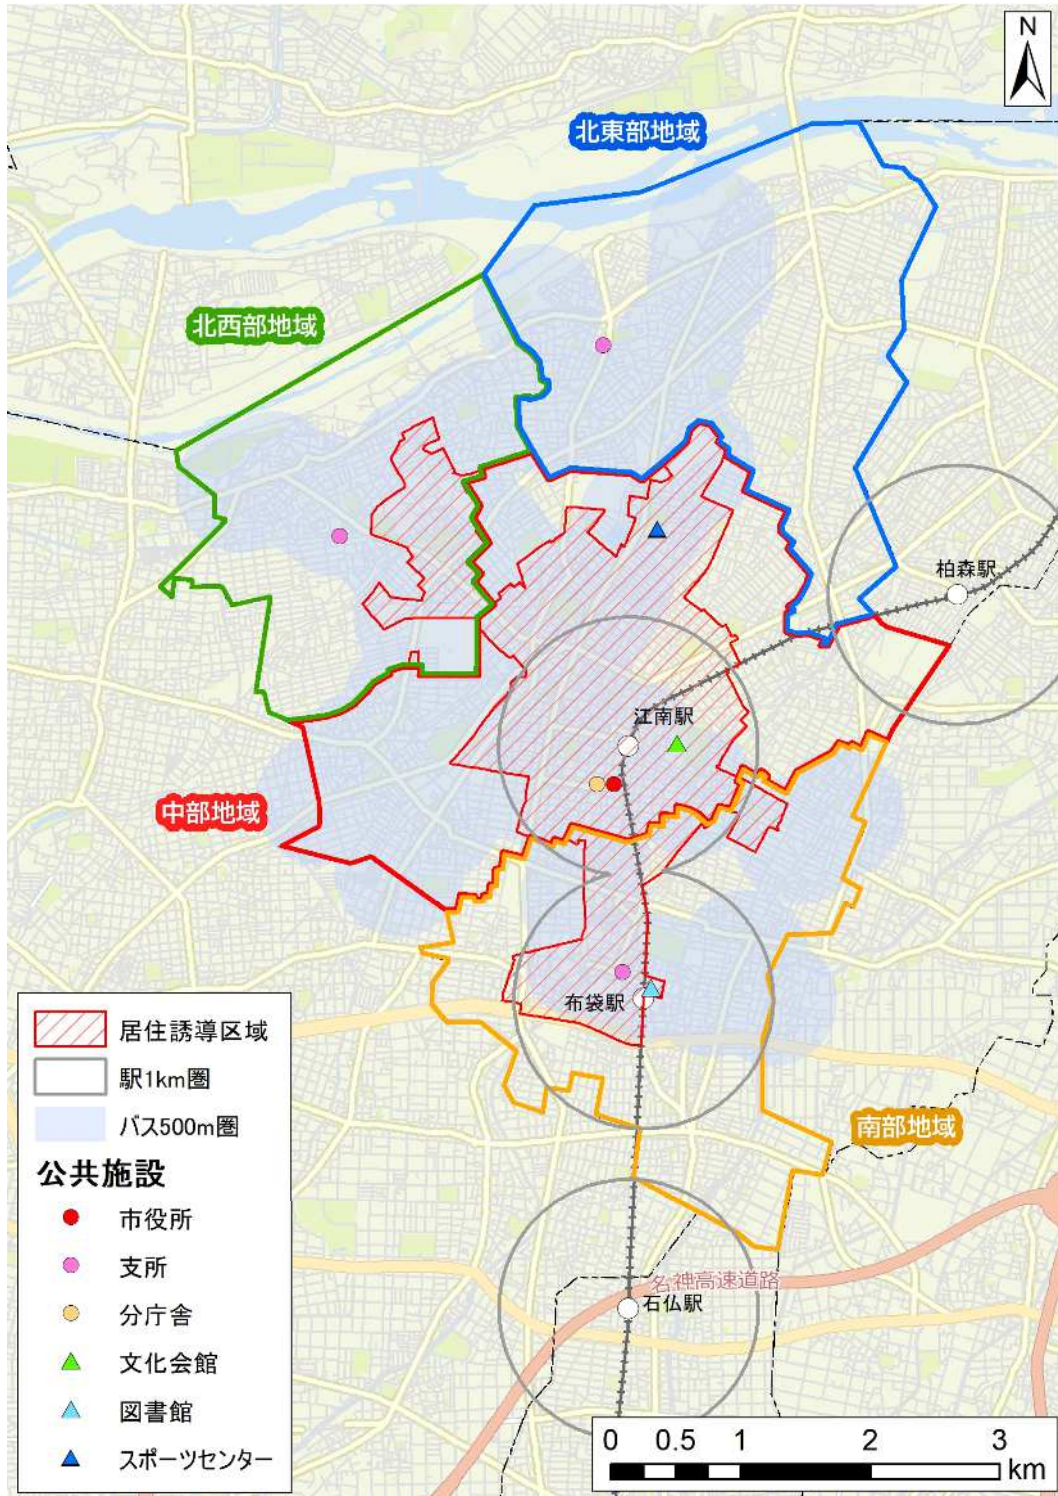 N
北東部地域
北西部地域
柏森駅
江南駅
中部地域
布袋駅
南部地域
名神高速道路
石仏駅
居住誘導区域
駅1km圏
バス500m圏
公共施設
市役所
支所
分庁舎
文化会館
図書館
スポーツセンター
0 0.5 1 2 3
km